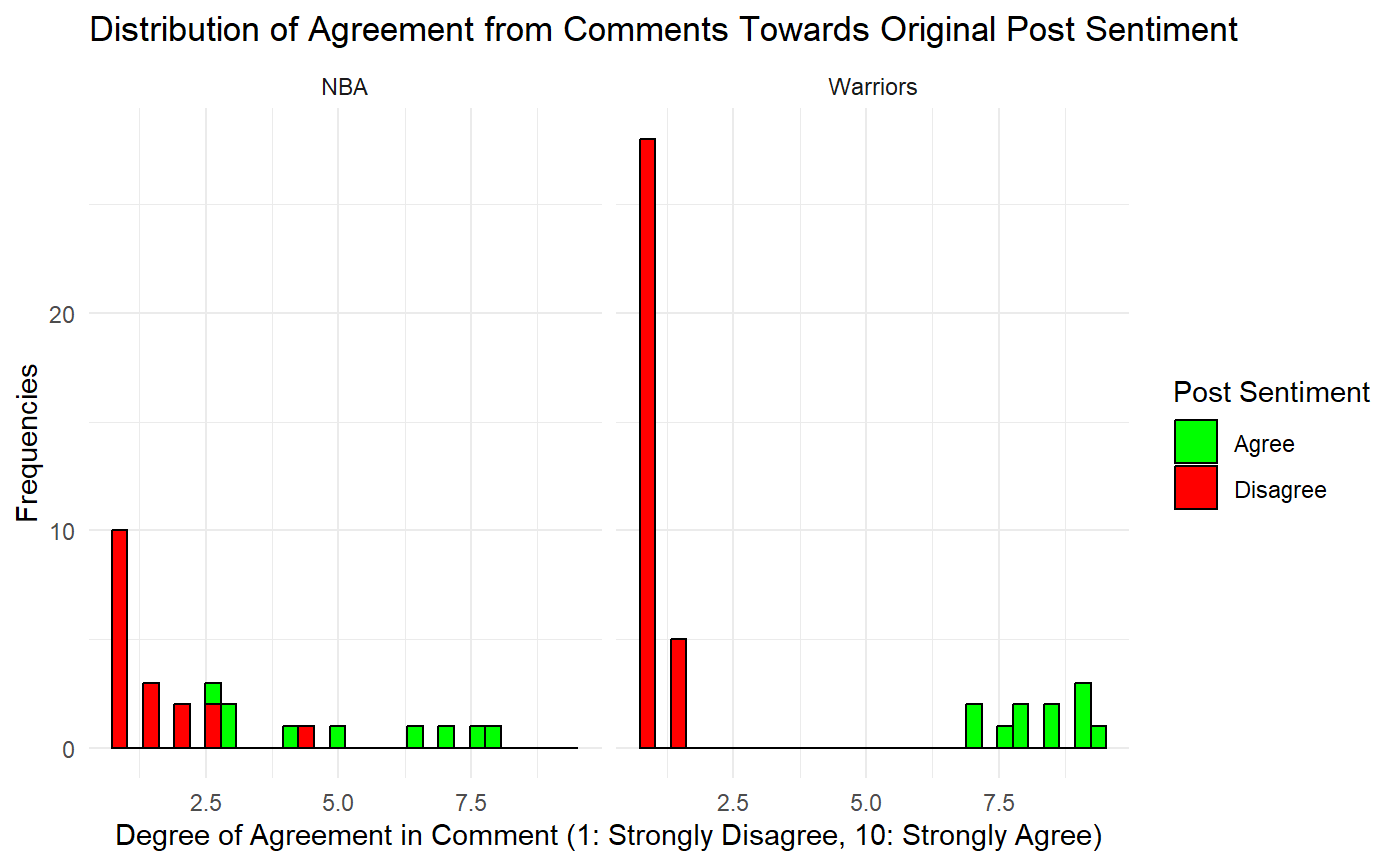 Distribution of Agreement from Comments Towards Original Post Sentiment
NBA
Warriors
Frequencies
20
10
0
2.5
5.0
7.5
2.5
5.0
7.5
Degree of Agreement in Comment (1: Strongly Disagree, 10: Strongly Agree)
Post Sentiment
Agree
Disagree